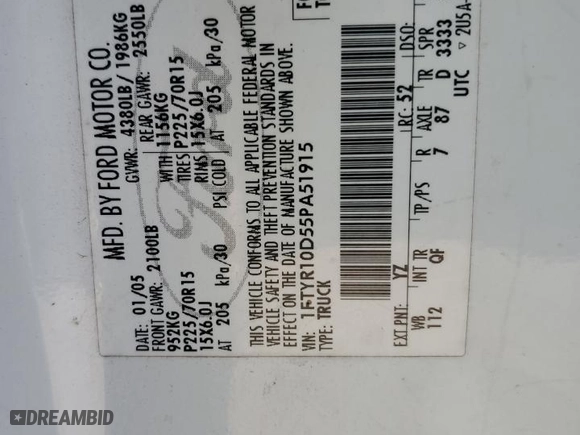 MFD. BY FORD MOTOR CO.
DATE: 01/05 GVWR: 4380LB/ 1986KG
FRONT GAWR: 2100LB REAR GAWR: 2550LB
952KG WITH 1156KG
P225/70R15 TIRES P225/70R15
15X6.0J RIMS 15X6.0J
AT 205 kPa/30 PSI COLD AT 205 kPa/30
THIS VEHICLE CONFORMS TO ALL APPLICABLE FEDERAL MOTOR
VEHICLE SAFETY AND THEFT PREVENTION STANDARDS IN
EFFECT ON THE DATE OF MANUFACTURE SHOWN ABOVE.
VIN: 1FTYR10D55PA51915
TYPE: TRUCK
EXT PNT: YZ RC: 52 DSO:
WB INT TR TP/PS R AXLE TR SPR
112 QF 7 87 D 3333
UTC
Ford
DREAMBID